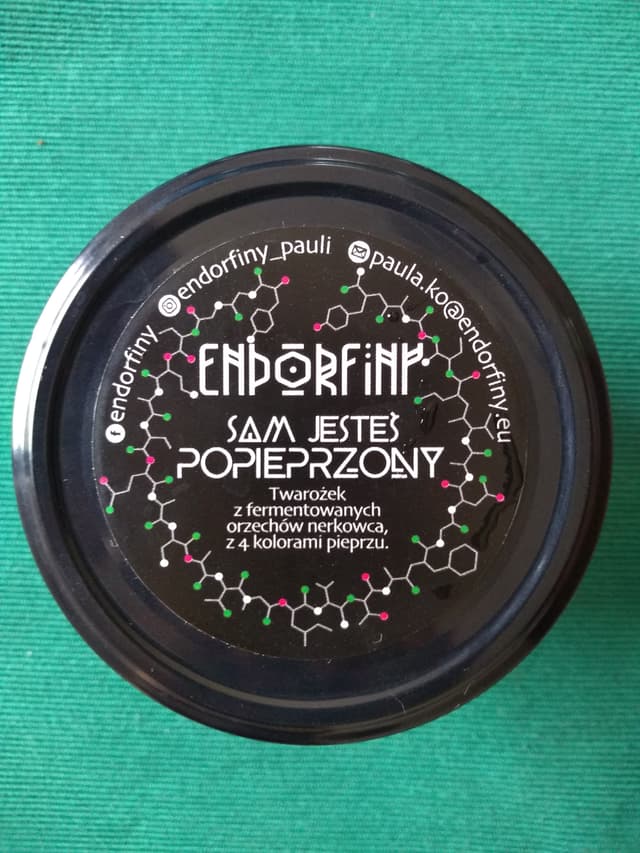 endorfiny
endorfiny_pauli
paula.ko@endorfiny.eu
ENDORFINY
SAM JESTEŚ
POPIEPRZONY
Twarożek
z fermentowanych
orzechów nerkowca,
z 4 kolorami pieprzu.